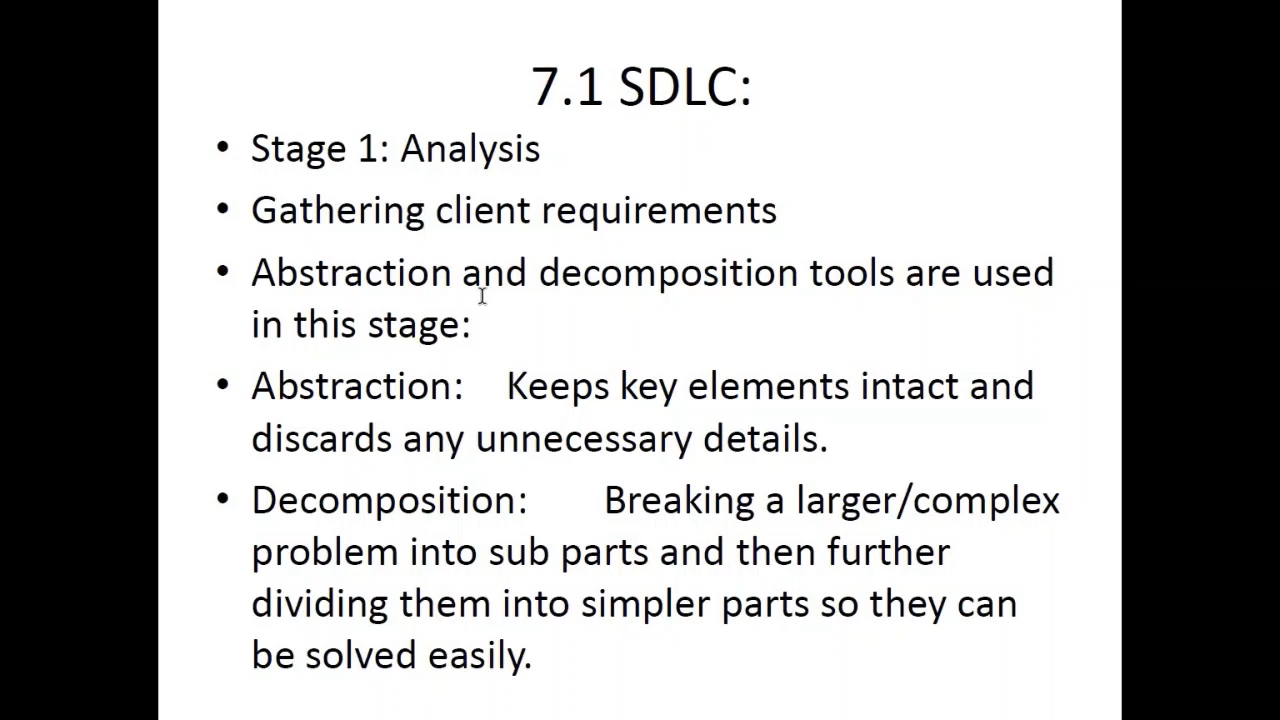 7.1 SDLC:
• Stage 1: Analysis
• Gathering client requirements
• Abstraction and decomposition tools are used
in this stage:
• Abstraction: Keeps key elements intact and
discards any unnecessary details.
• Decomposition: Breaking a larger/complex
problem into sub parts and then further
dividing them into simpler parts so they can
be solved easily.